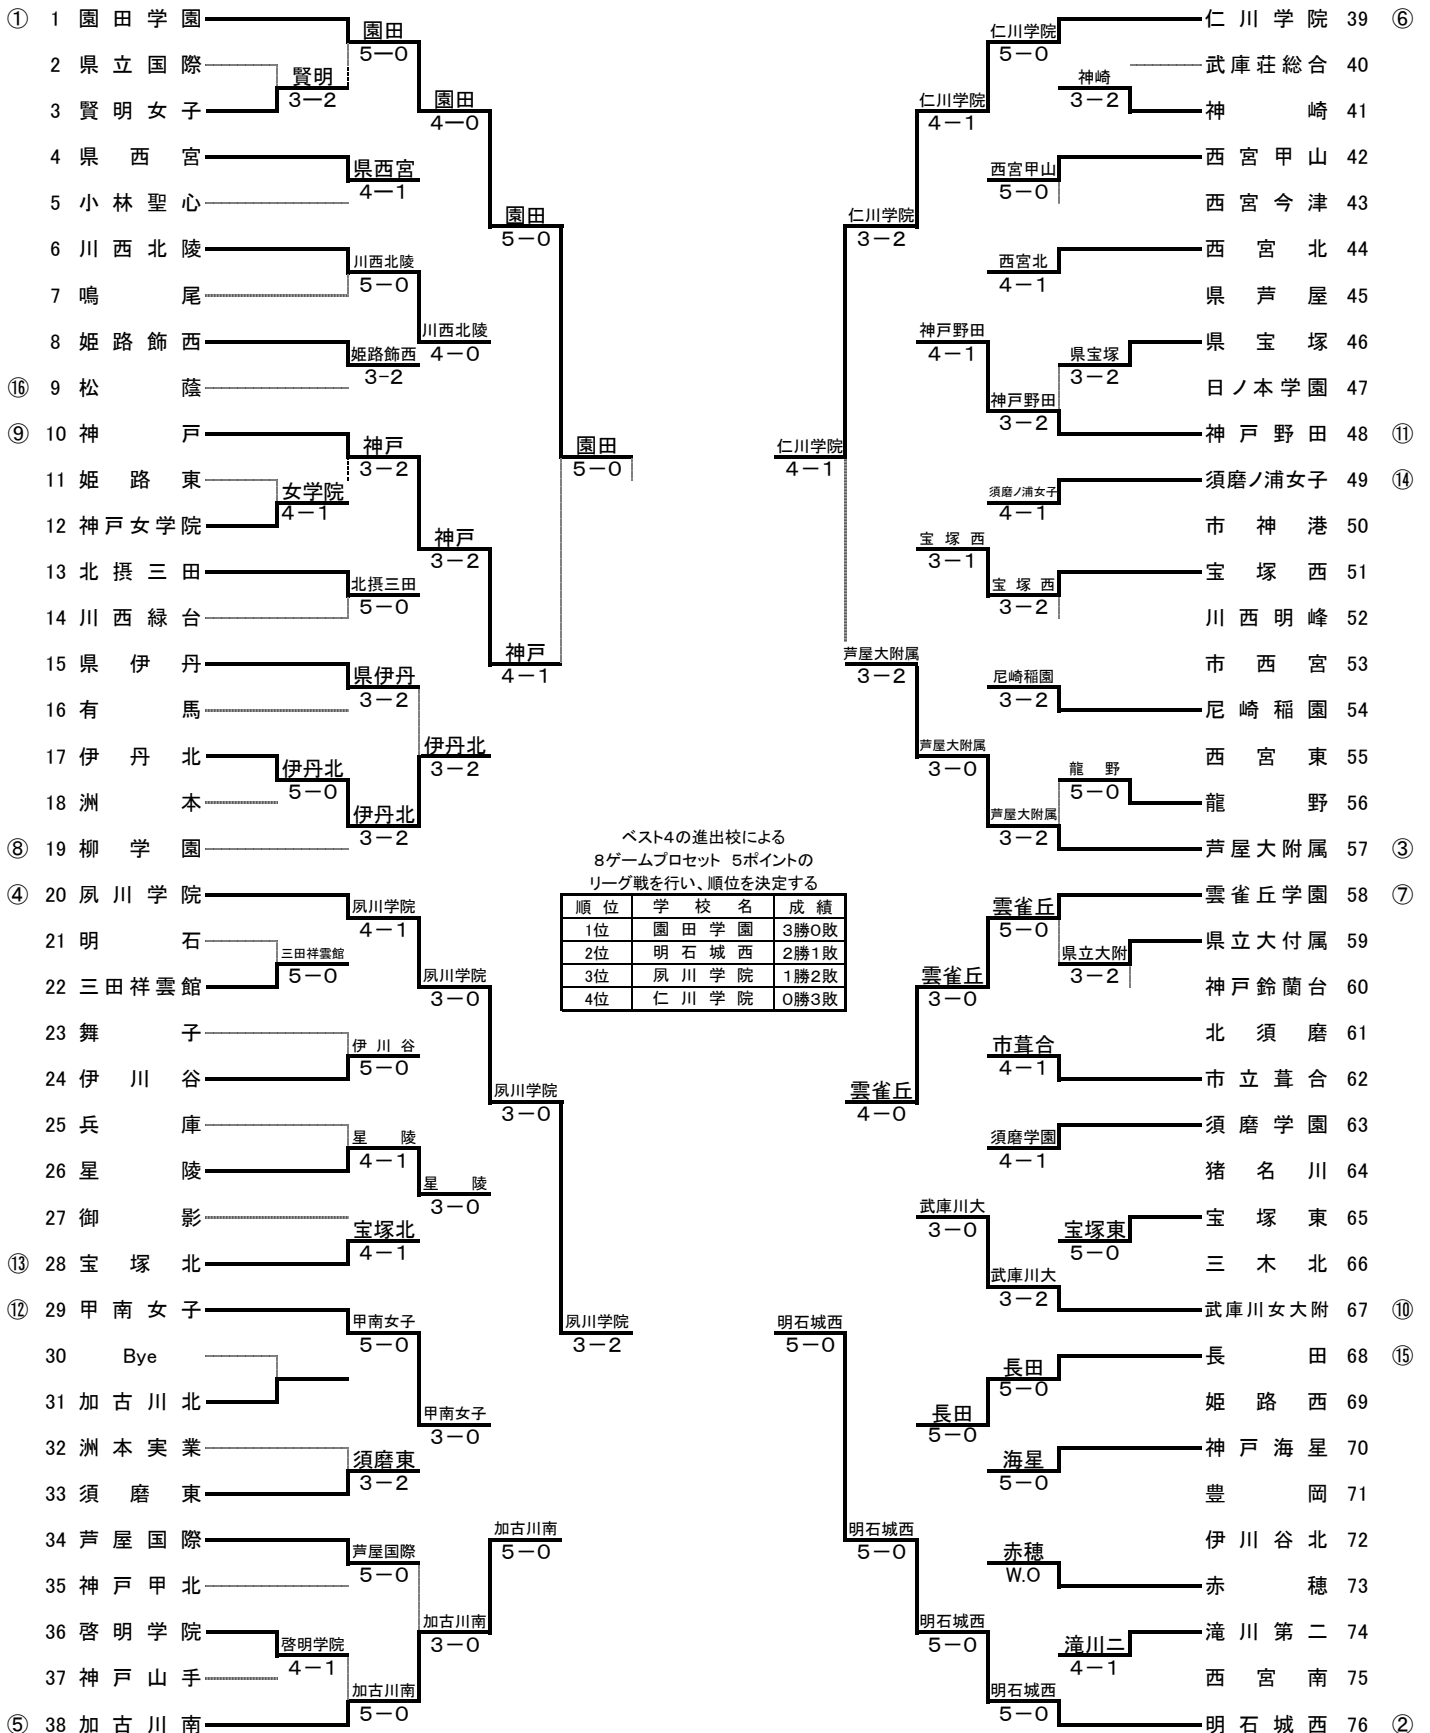 ① 1 園田学園
2 県立国際
3 賢明女子
4 県西宮
5 小林聖心
6 川西北陵
7 鳴尾
8 姫路飾西
⑯ 9 松蔭
⑨ 10 神戸
11 姫路東
12 神戸女学院
13 北摂三田
14 川西緑台
15 県伊丹
16 有馬
17 伊丹北
18 洲本
⑧ 19 柳学園
④ 20 夙川学院
21 明石
22 三田祥雲館
23 舞子
24 伊川谷
25 兵庫
26 星陵
27 御影
⑬ 28 宝塚北
⑫ 29 甲南女子
30 Bye
31 加古川北
32 洲本実業
33 須磨東
34 芦屋国際
35 神戸甲北
36 啓明学院
37 神戸山手
⑤ 38 加古川南
賢明
3－2
女学院
4－1
伊丹北
5－0
三田祥雲館
5－0
啓明学院
4－1
園田
5－0
県西宮
4－1
川西北陵
5－0
姫路飾西
3-2
神戸
3－2
北摂三田
5－0
県伊丹
3－2
伊丹北
3－2
夙川学院
4－1
伊川谷
5－0
星陵
4－1
宝塚北
4－1
甲南女子
5－0
須磨東
3－2
芦屋国際
5－0
加古川南
5－0
園田
4－0
川西北陵
4－0
神戸
3－2
伊丹北
3－2
夙川学院
3－0
星陵
3－0
甲南女子
3－0
加古川南
3－0
園田
5－0
神戸
4－1
夙川学院
3－0
加古川南
5－0
園田
5－0
夙川学院
3－2
ベスト4の進出校による
8ゲームプロセット 5ポイントの
リーグ戦を行い、順位を決定する
順位 学校名 成績
1位 園田学園 3勝0敗
2位 明石城西 2勝1敗
3位 夙川学院 1勝2敗
4位 仁川学院 0勝3敗
仁川学院
4－1
明石城西
5－0
仁川学院
3－2
芦屋大附属
3－2
雲雀丘
4－0
明石城西
5－0
仁川学院
4－1
神戸野田
4－1
宝塚西
3－1
芦屋大附属
3－0
雲雀丘
3－0
武庫川大
3－0
長田
5－0
明石城西
5－0
仁川学院
5－0
西宮甲山
5－0
西宮北
4－1
神戸野田
3－2
須磨ノ浦女子
4－1
宝塚西
3－2
尼崎稲園
3－2
芦屋大附属
3－2
雲雀丘
5－0
市葺合
4－1
須磨学園
4－1
武庫川大
3－2
長田
5－0
海星
5－0
赤穂
W.O
明石城西
5－0
神崎
3－2
県宝塚
3－2
龍野
5－0
県立大附
3－2
宝塚東
5－0
滝川二
4－1
仁川学院 39 ⑥
武庫荘総合 40
神崎 41
西宮甲山 42
西宮今津 43
西宮北 44
県芦屋 45
県宝塚 46
日ノ本学園 47
神戸野田 48 ⑪
須磨ノ浦女子 49 ⑭
市神港 50
宝塚西 51
川西明峰 52
市西宮 53
尼崎稲園 54
西宮東 55
龍野 56
芦屋大附属 57 ③
雲雀丘学園 58 ⑦
県立大付属 59
神戸鈴蘭台 60
北須磨 61
市立葺合 62
須磨学園 63
猪名川 64
宝塚東 65
三木北 66
武庫川女大附 67 ⑩
長田 68 ⑮
姫路西 69
神戸海星 70
豊岡 71
伊川谷北 72
赤穂 73
滝川第二 74
西宮南 75
明石城西 76 ②